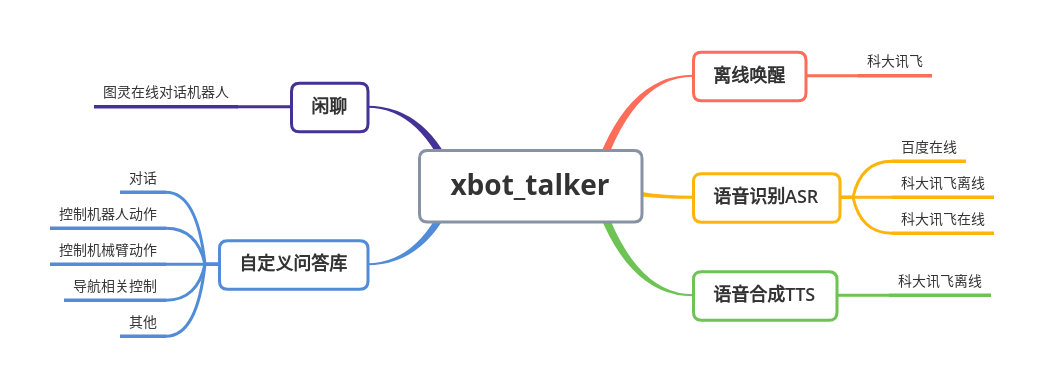 xbot_talker
离线唤醒
科大讯飞
语音识别ASR
百度在线
科大讯飞离线
科大讯飞在线
语音合成TTS
科大讯飞离线
闲聊
图灵在线对话机器人
自定义问答库
对话
控制机器人动作
控制机械臂动作
导航相关控制
其他